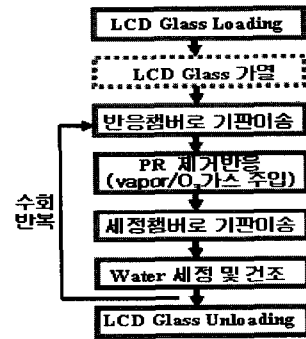 LCD Glass Loading
LCD Glass 가열
반응챔버로 기판이송
PR 제거반응
(vapor/O₃가스 주입)
세정챔버로 기판이송
수회
반복
Water 세정 및 건조
LCD Glass Unloading